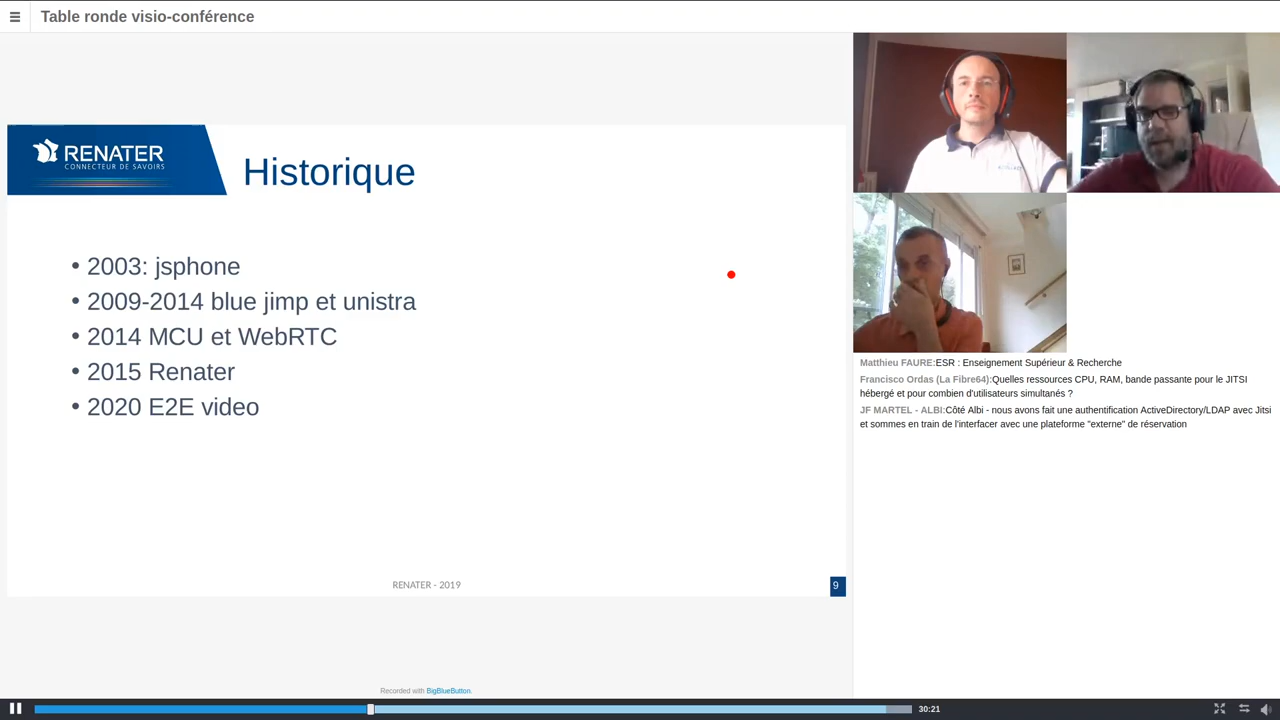 Table ronde visio-conférence
RENATER
CONNECTEUR DE SAVOIRS
Historique
• 2003: jsphone
• 2009-2014 blue jimp et unistra
• 2014 MCU et WebRTC
• 2015 Renater
• 2020 E2E video
RENATER - 2019
9
Matthieu FAURE:ESR : Enseignement Supérieur & Recherche
Francisco Ordas (La Fibre64):Quelles ressources CPU, RAM, bande passante pour le JITSI
hébergé et pour combien d'utilisateurs simultanés ?
JF MARTEL - ALBI:Côté Albi - nous avons fait une authentification ActiveDirectory/LDAP avec Jitsi
et sommes en train de l'interfacer avec une plateforme "externe" de réservation
Recorded with BigBlueButton.
30:21